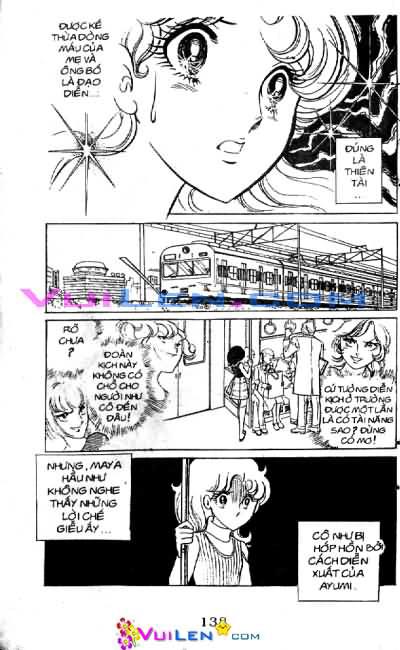 ĐƯỢC KẾ
THỪA DÒNG
MÁU CỦA
MẸ VÀ
ÔNG BỐ
LÀ ĐẠO
DIỄN...
ĐÚNG
LÀ
THIÊN
TÀI
..
VUILEN.COM
RÕ
CHƯA
?
ĐOÀN
KỊCH NÀY
KHÔNG CÓ
CHỖ CHO
NGƯỜI NHƯ
CÔ ĐẾN
ĐÂU!
CỨ TƯỞNG DIỄN
KỊCH Ở TRƯỜNG
ĐƯỢC MỘT LẦN
LÀ CÓ TÀI NĂNG
SAO? ĐỪNG
CÓ MƠ!
NHƯNG, MAYA
HẦU NHƯ
KHÔNG NGHE
THẤY NHỮNG
LỜI CHẾ
GIỄU ẤY...
CÔ NHƯ BỊ
HỚP HỒN BỞI
CÁCH DIỄN
XUẤT CỦA
AYUMI.
138
VUILEN.COM